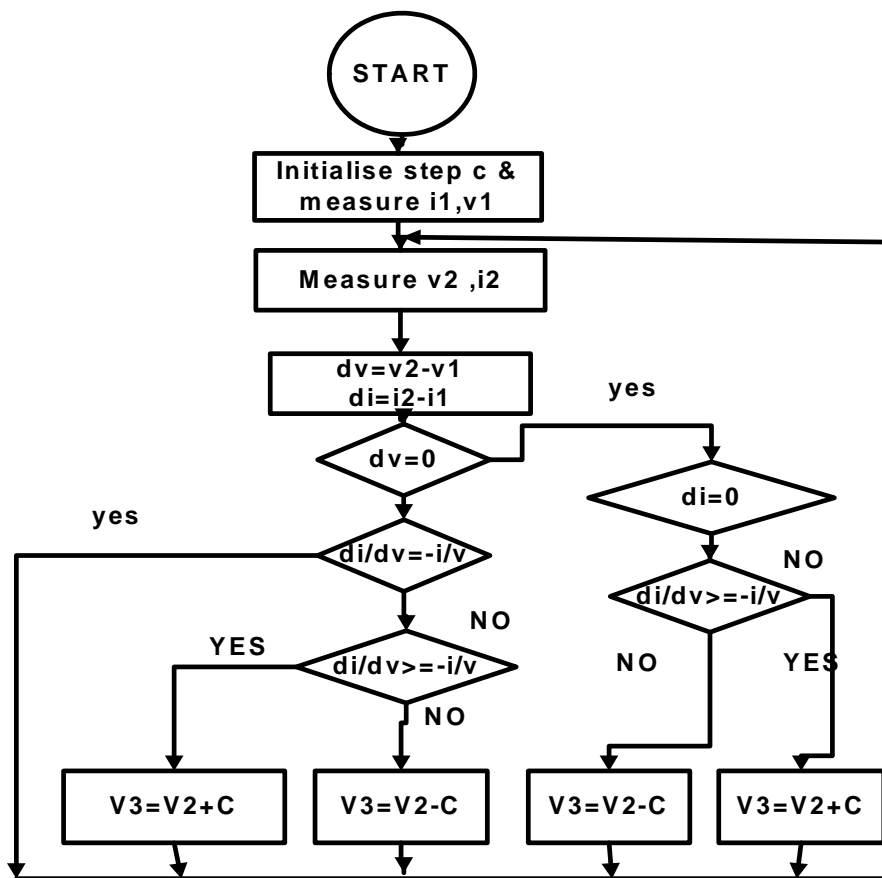 START
Initialise step c &
measure i1,v1
Measure v2 ,i2
dv=v2-v1
di=i2-i1
yes
dv=0
di=0
yes
di/dv=-i/v
NO
di/dv>=-i/v
NO
YES
di/dv>=-i/v
NO
YES
NO
V3=V2+C
V3=V2-C
V3=V2-C
V3=V2+C